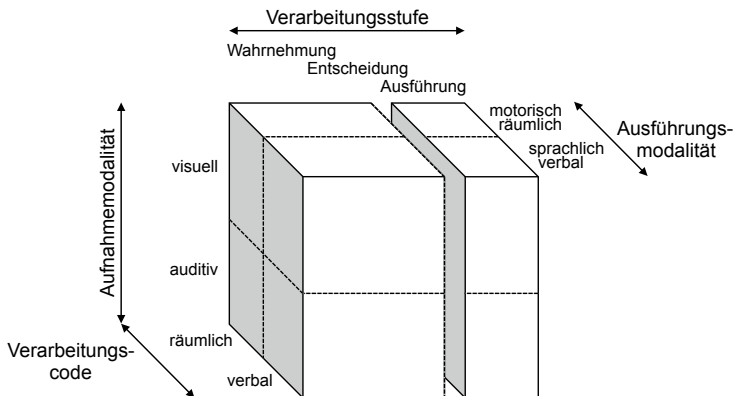 Verarbeitungsstufe
Wahrnehmung
Entscheidung
Ausführung
motorisch
räumlich
sprachlich
verbal
Ausführungs-
modalität
Aufnahmemodalität
visuell
auditiv
räumlich
verbal
Verarbeitungs-
code